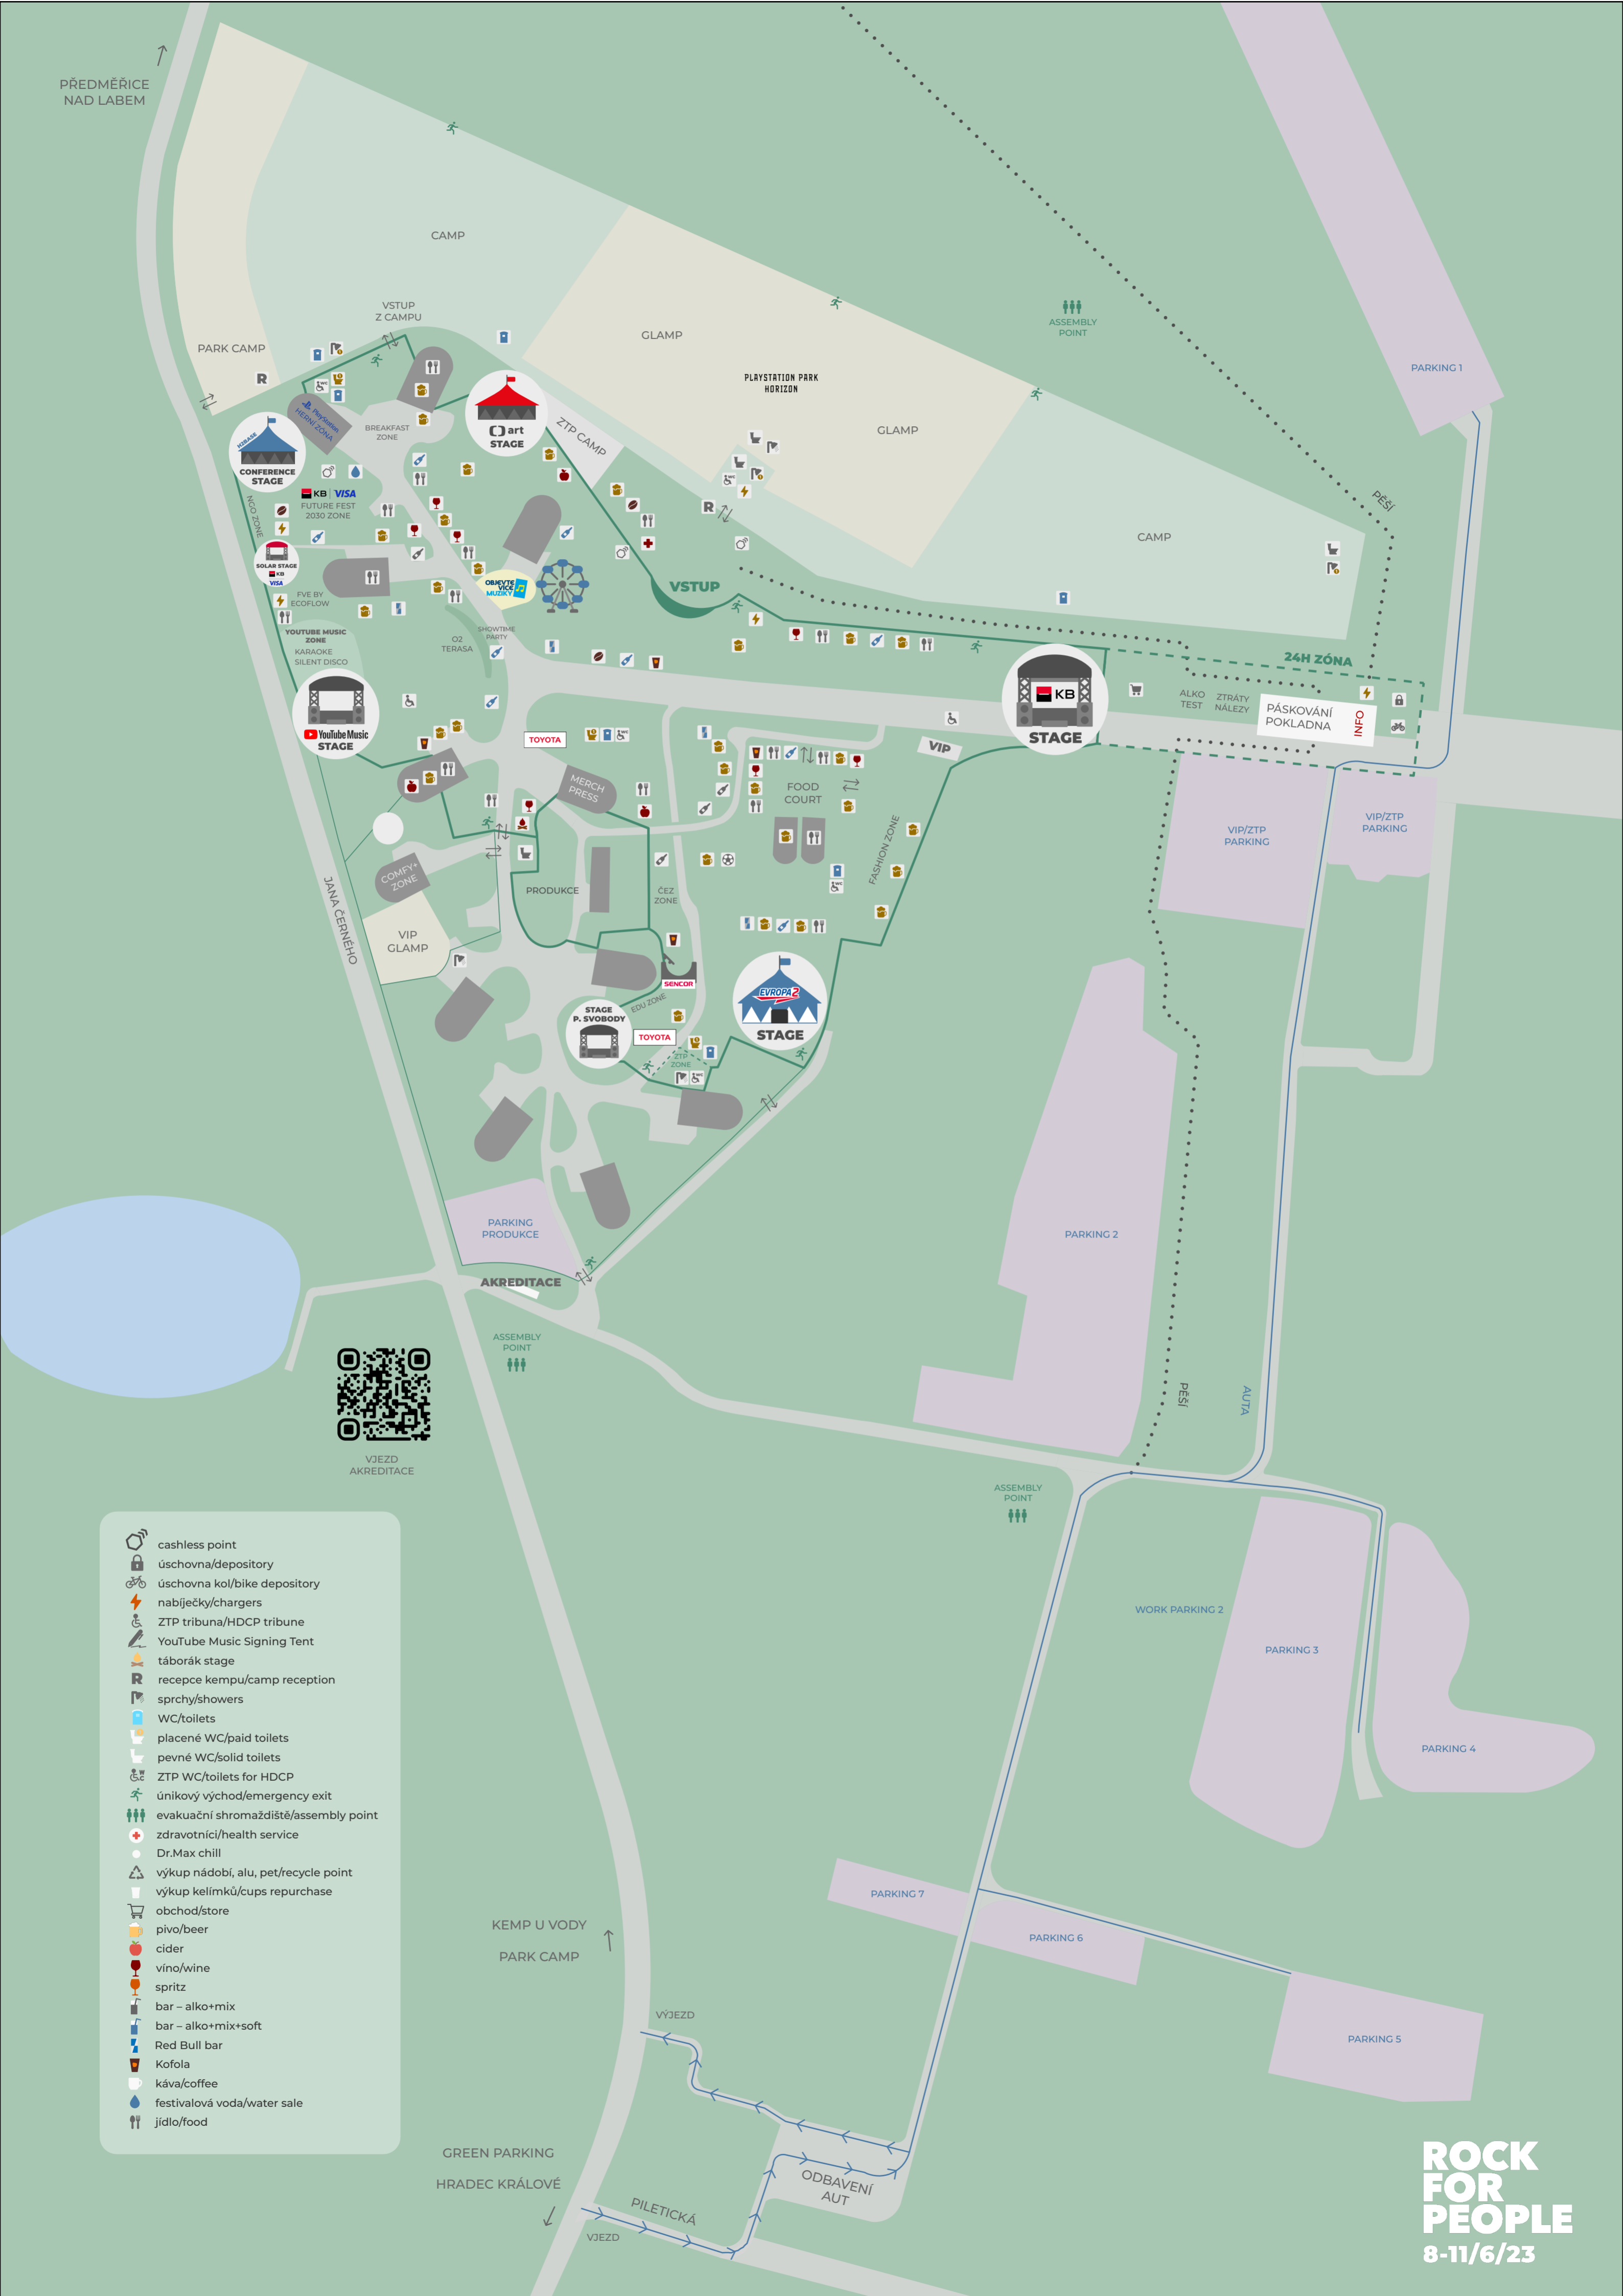 PŘEDMĚŘICE
NAD LABEM
CAMP
VSTUP
Z CAMPU
PARK CAMP
R
GLAMP
PLAYSTATION PARK
HORIZON
GLAMP
ASSEMBLY
POINT
PARKING 1
PĚŠÍ
CAMP
PlayStation
HERNÍ ZÓNA
BREAKFAST
ZONE
art
STAGE
ZTP CAMP
CONFERENCE
STAGE
NGO ZONE
KB VISA
FUTURE FEST
2030 ZONE
SOLAR STAGE
KB
VISA
FVE BY
ECOFLOW
YOUTUBE MUSIC
ZONE
KARAOKE
SILENT DISCO
OBJEVTE
VÍCE
MUZIKY
SHOWTIME
PARTY
O2
TERASA
R
VSTUP
YouTube Music
STAGE
TOYOTA
MERCH
PRESS
FOOD
COURT
VIP
KB
STAGE
24H ZÓNA
ALKO
TEST
ZTRÁTY
NÁLEZY
PÁSKOVÁNÍ
POKLADNA
INFO
FASHION ZONE
VIP/ZTP
PARKING
VIP/ZTP
PARKING
COMFY+
ZONE
PRODUKCE
ČEZ
ZONE
VIP
GLAMP
JANA ČERNÉHO
SENCOR
EDU ZONE
STAGE
P. SVOBODY
TOYOTA
ZTP
ZONE
EVROPA2
STAGE
PARKING
PRODUKCE
AKREDITACE
ASSEMBLY
POINT
PARKING 2
PĚŠÍ
AUTA
VJEZD
AKREDITACE
ASSEMBLY
POINT
WORK PARKING 2
PARKING 3
PARKING 4
PARKING 7
PARKING 6
PARKING 5
cashless point
úschovna/depository
úschovna kol/bike depository
nabíječky/chargers
ZTP tribuna/HDCP tribune
YouTube Music Signing Tent
táborák stage
R recepce kempu/camp reception
sprchy/showers
WC/toilets
placené WC/paid toilets
pevné WC/solid toilets
ZTP WC/toilets for HDCP
únikový východ/emergency exit
evakuační shromaždiště/assembly point
zdravotníci/health service
Dr.Max chill
výkup nádobí, alu, pet/recycle point
výkup kelímků/cups repurchase
obchod/store
pivo/beer
cider
víno/wine
spritz
bar – alko+mix
bar – alko+mix+soft
Red Bull bar
Kofola
káva/coffee
festivalová voda/water sale
jídlo/food
KEMP U VODY
PARK CAMP
VÝJEZD
GREEN PARKING
HRADEC KRÁLOVÉ
PILETICKÁ
VJEZD
ODBAVENÍ
AUT
ROCK
FOR
PEOPLE
8-11/6/23